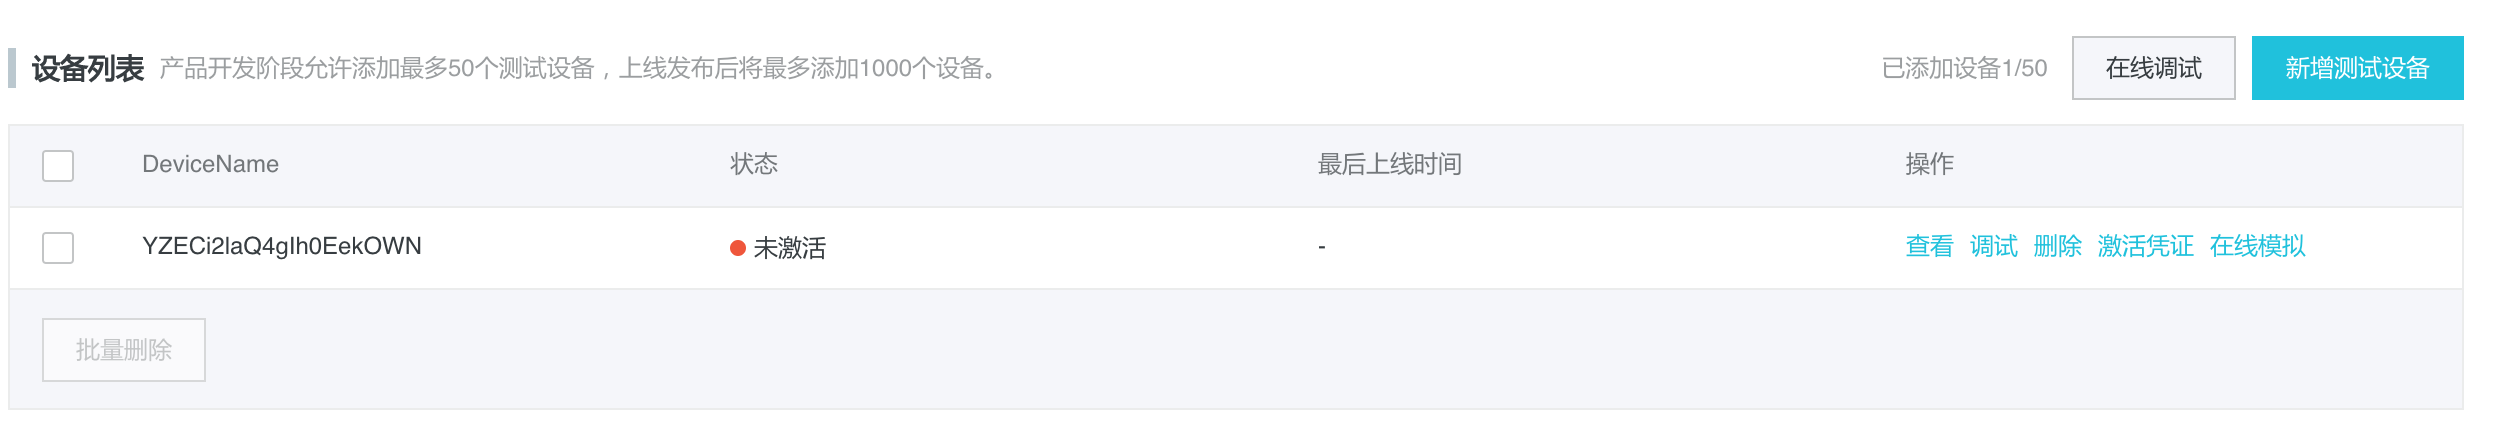 设备列表 产品开发阶段允许添加最多50个测试设备，上线发布后将最多添加1000个设备。 已添加设备1/50 在线调试 新增测试设备
DeviceName 状态 最后上线时间 操作
YZECi2laQ4glh0EekOWN 未激活 - 查看 调试 删除 激活凭证 在线模拟
批量删除